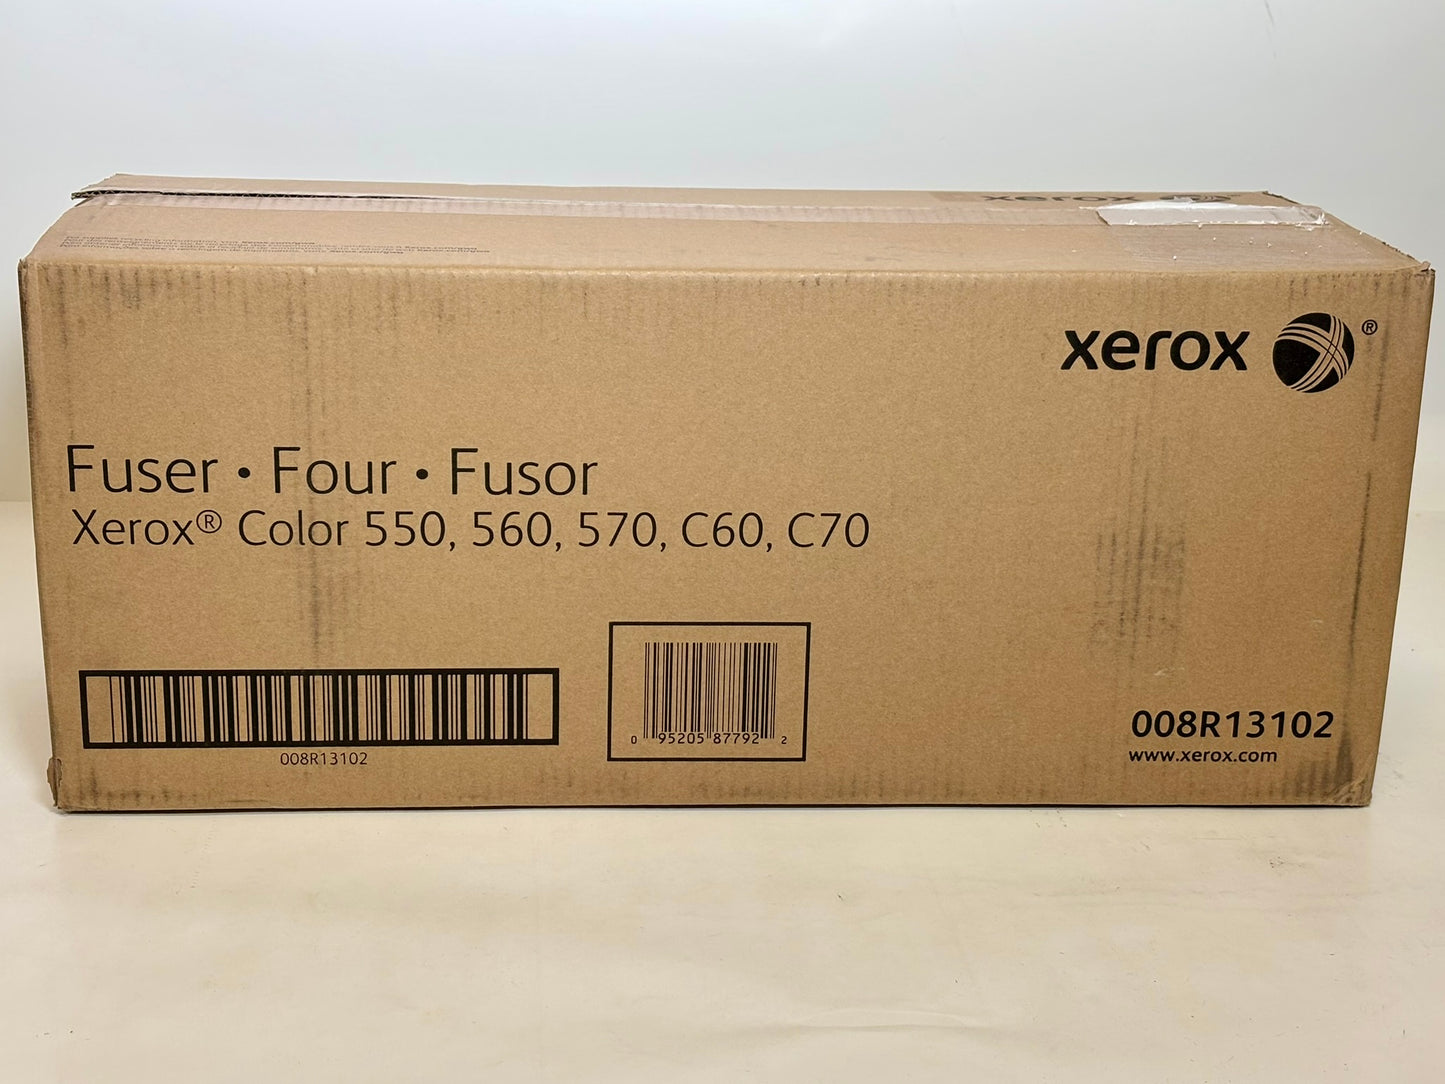 xerox
xerox ®
Fuser • Four • Fusor
Xerox® Color 550, 560, 570, C60, C70
008R13102
0 95205 87792 2
008R13102
www.xerox.com